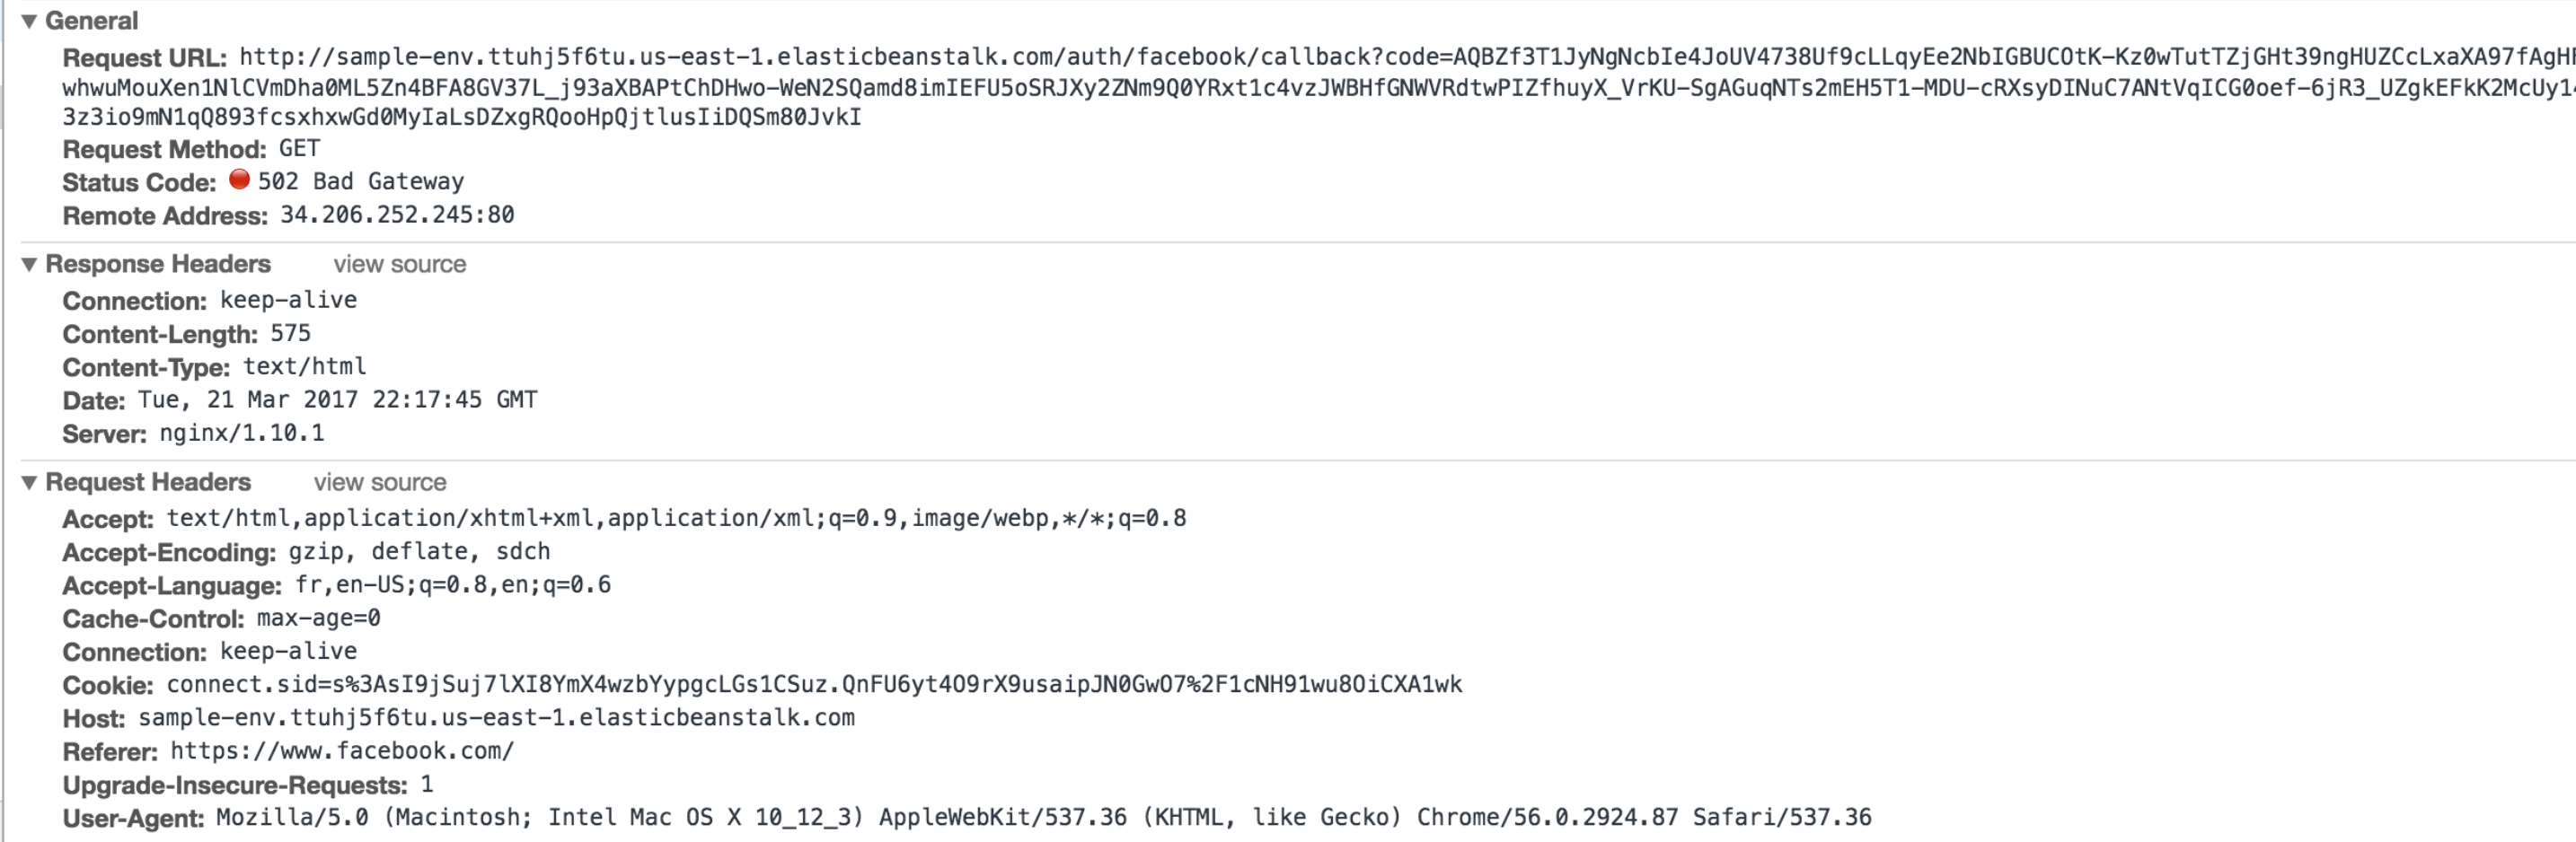 General
Request URL: http://sample-env.ttuhj5f6tu.us-east-1.elasticbeanstalk.com/auth/facebook/callback?code=AQBZf3T1JyNgNcbIe4JoUV4738Uf9cLLqyEe2NbIGBUCOtK-Kz0wTutTZjGHt39ngHUZCcLxaXA97fAgH
whwuMouXen1NlCVmDha0ML5Zn4BFA8GV37L_j93aXBAPtChDHwo-WeN2SQamd8imIEFU5oSRJXy2ZNm9Q0YRxt1c4vzJWBHfGNWVRdtwPIZfhuyX_VrKU-SgAGuqNTs2mEH5T1-MDU-cRXsyDINuC7ANtVqICG0oef-6jR3_UZgkEFkK2McUy1
3z3io9mN1qQ893fcsxhxwGd0MyIaLsDZxgRQooHpQjtlusIiDQSm80JvkI
Request Method: GET
Status Code: 502 Bad Gateway
Remote Address: 34.206.252.245:80
Response Headers view source
Connection: keep-alive
Content-Length: 575
Content-Type: text/html
Date: Tue, 21 Mar 2017 22:17:45 GMT
Server: nginx/1.10.1
Request Headers view source
Accept: text/html,application/xhtml+xml,application/xml;q=0.9,image/webp,*/*;q=0.8
Accept-Encoding: gzip, deflate, sdch
Accept-Language: fr,en-US;q=0.8,en;q=0.6
Cache-Control: max-age=0
Connection: keep-alive
Cookie: connect.sid=s%3AsI9jSuj7lXI8YmX4wzbYypgcLGs1CSuz.QnFU6yt4O9rX9usaipJN0GwO7%2F1cNH91wu8OiCXA1wk
Host: sample-env.ttuhj5f6tu.us-east-1.elasticbeanstalk.com
Referer: https://www.facebook.com/
Upgrade-Insecure-Requests: 1
User-Agent: Mozilla/5.0 (Macintosh; Intel Mac OS X 10_12_3) AppleWebKit/537.36 (KHTML, like Gecko) Chrome/56.0.2924.87 Safari/537.36